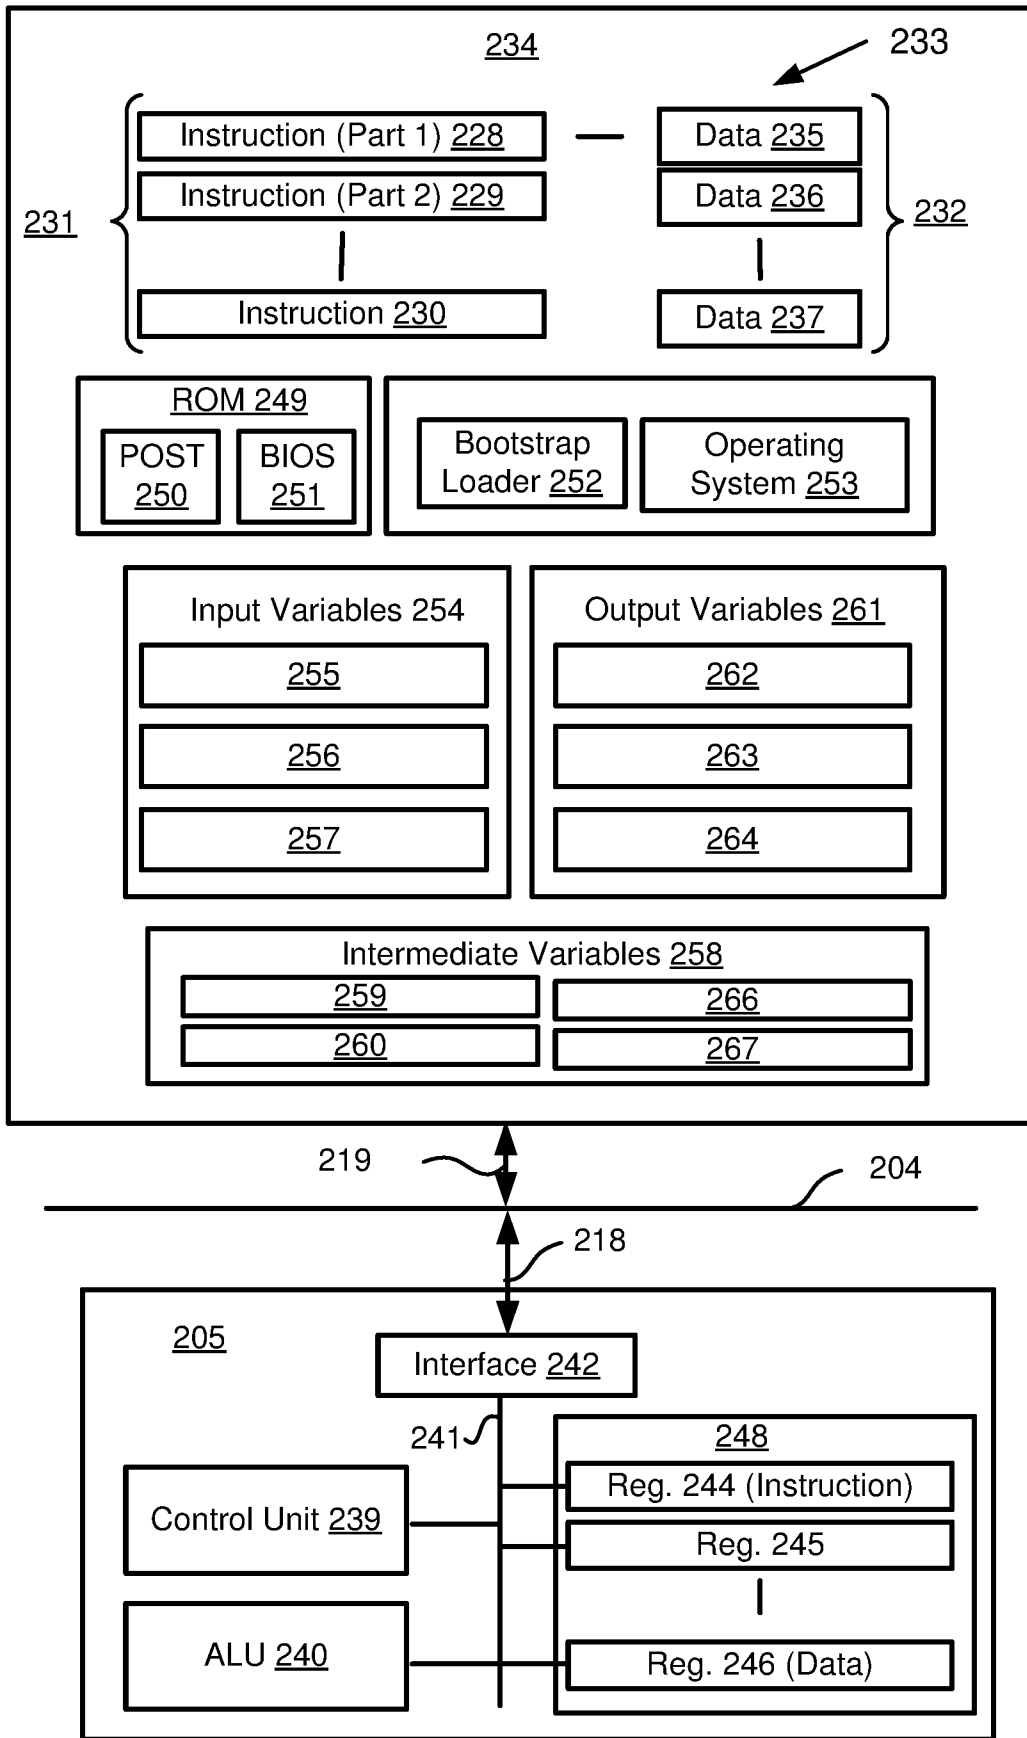 234
233
Instruction (Part 1) 228
Data 235
Instruction (Part 2) 229
Data 236
231
232
Instruction 230
Data 237
ROM 249
POST
250
BIOS
251
Bootstrap
Loader 252
Operating
System 253
Input Variables 254
255
256
257
Output Variables 261
262
263
264
Intermediate Variables 258
259
266
260
267
219
204
218
205
Interface 242
241
248
Reg. 244 (Instruction)
Control Unit 239
Reg. 245
ALU 240
Reg. 246 (Data)